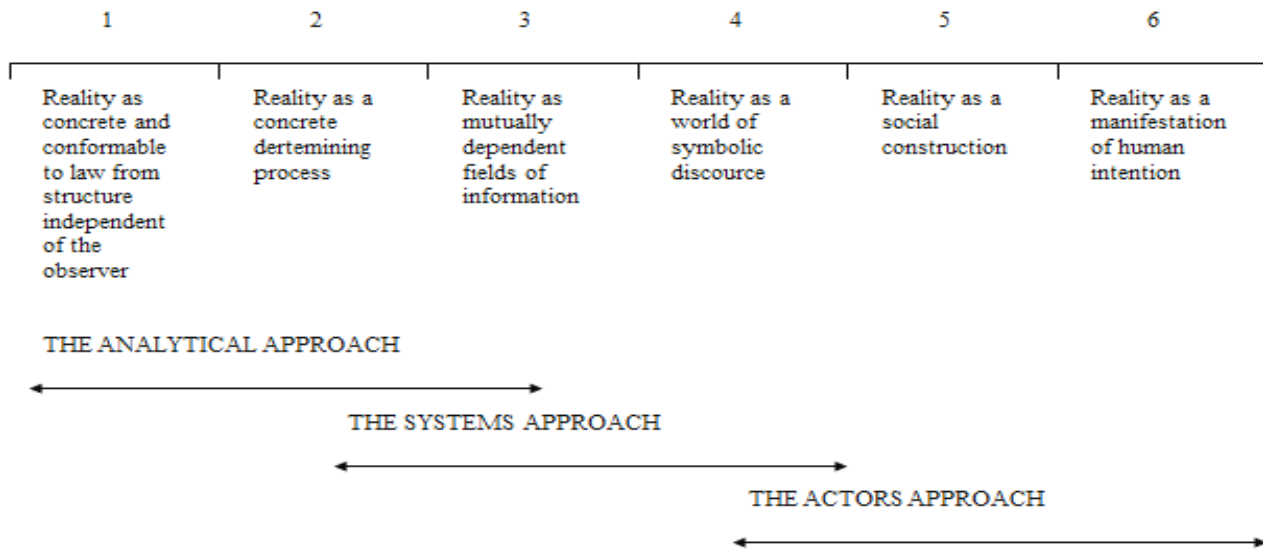 1 2 3 4 5 6
Reality as
concrete and
conformable
to law from
structure
independent
of the
observer
Reality as a
concrete
dertemining
process
Reality as
mutually
dependent
fields of
information
Reality as a
world of
symbolic
discource
Reality as a
social
construction
Reality as a
manifestation
of human
intention
THE ANALYTICAL APPROACH
THE SYSTEMS APPROACH
THE ACTORS APPROACH